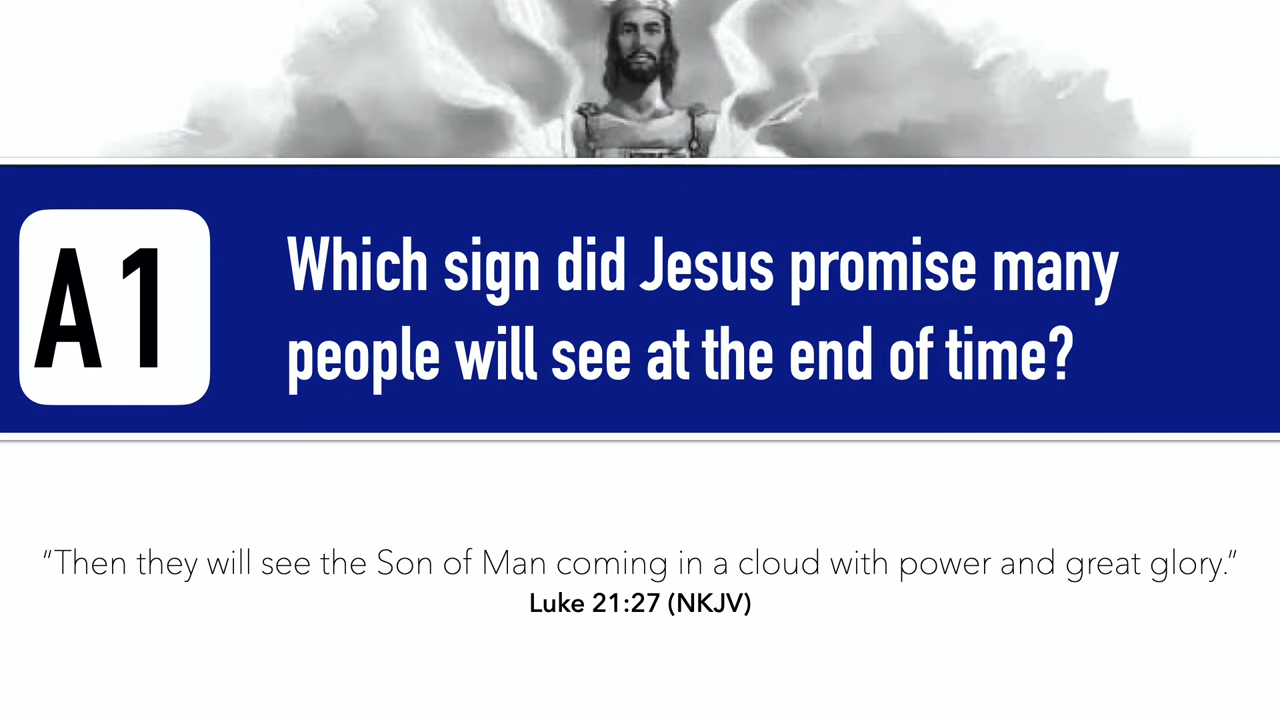 A1
Which sign did Jesus promise many
people will see at the end of time?
“Then they will see the Son of Man coming in a cloud with power and great glory.”
Luke 21:27 (NKJV)